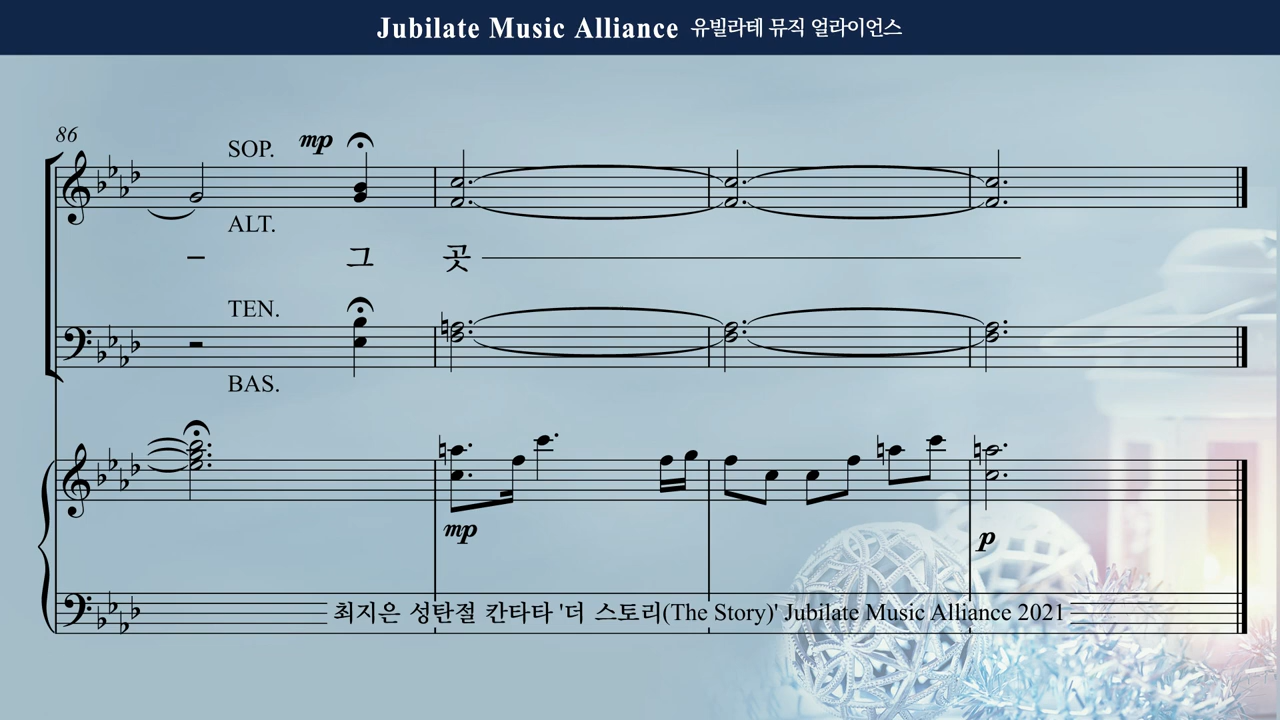 Jubilate Music Alliance 유빌라테 뮤직 얼라이언스
86
SOP. mp
ALT.
– 그 곳
TEN.
BAS.
mp
p
최지은 성탄절 칸타타 '더 스토리(The Story)' Jubilate Music Alliance 2021